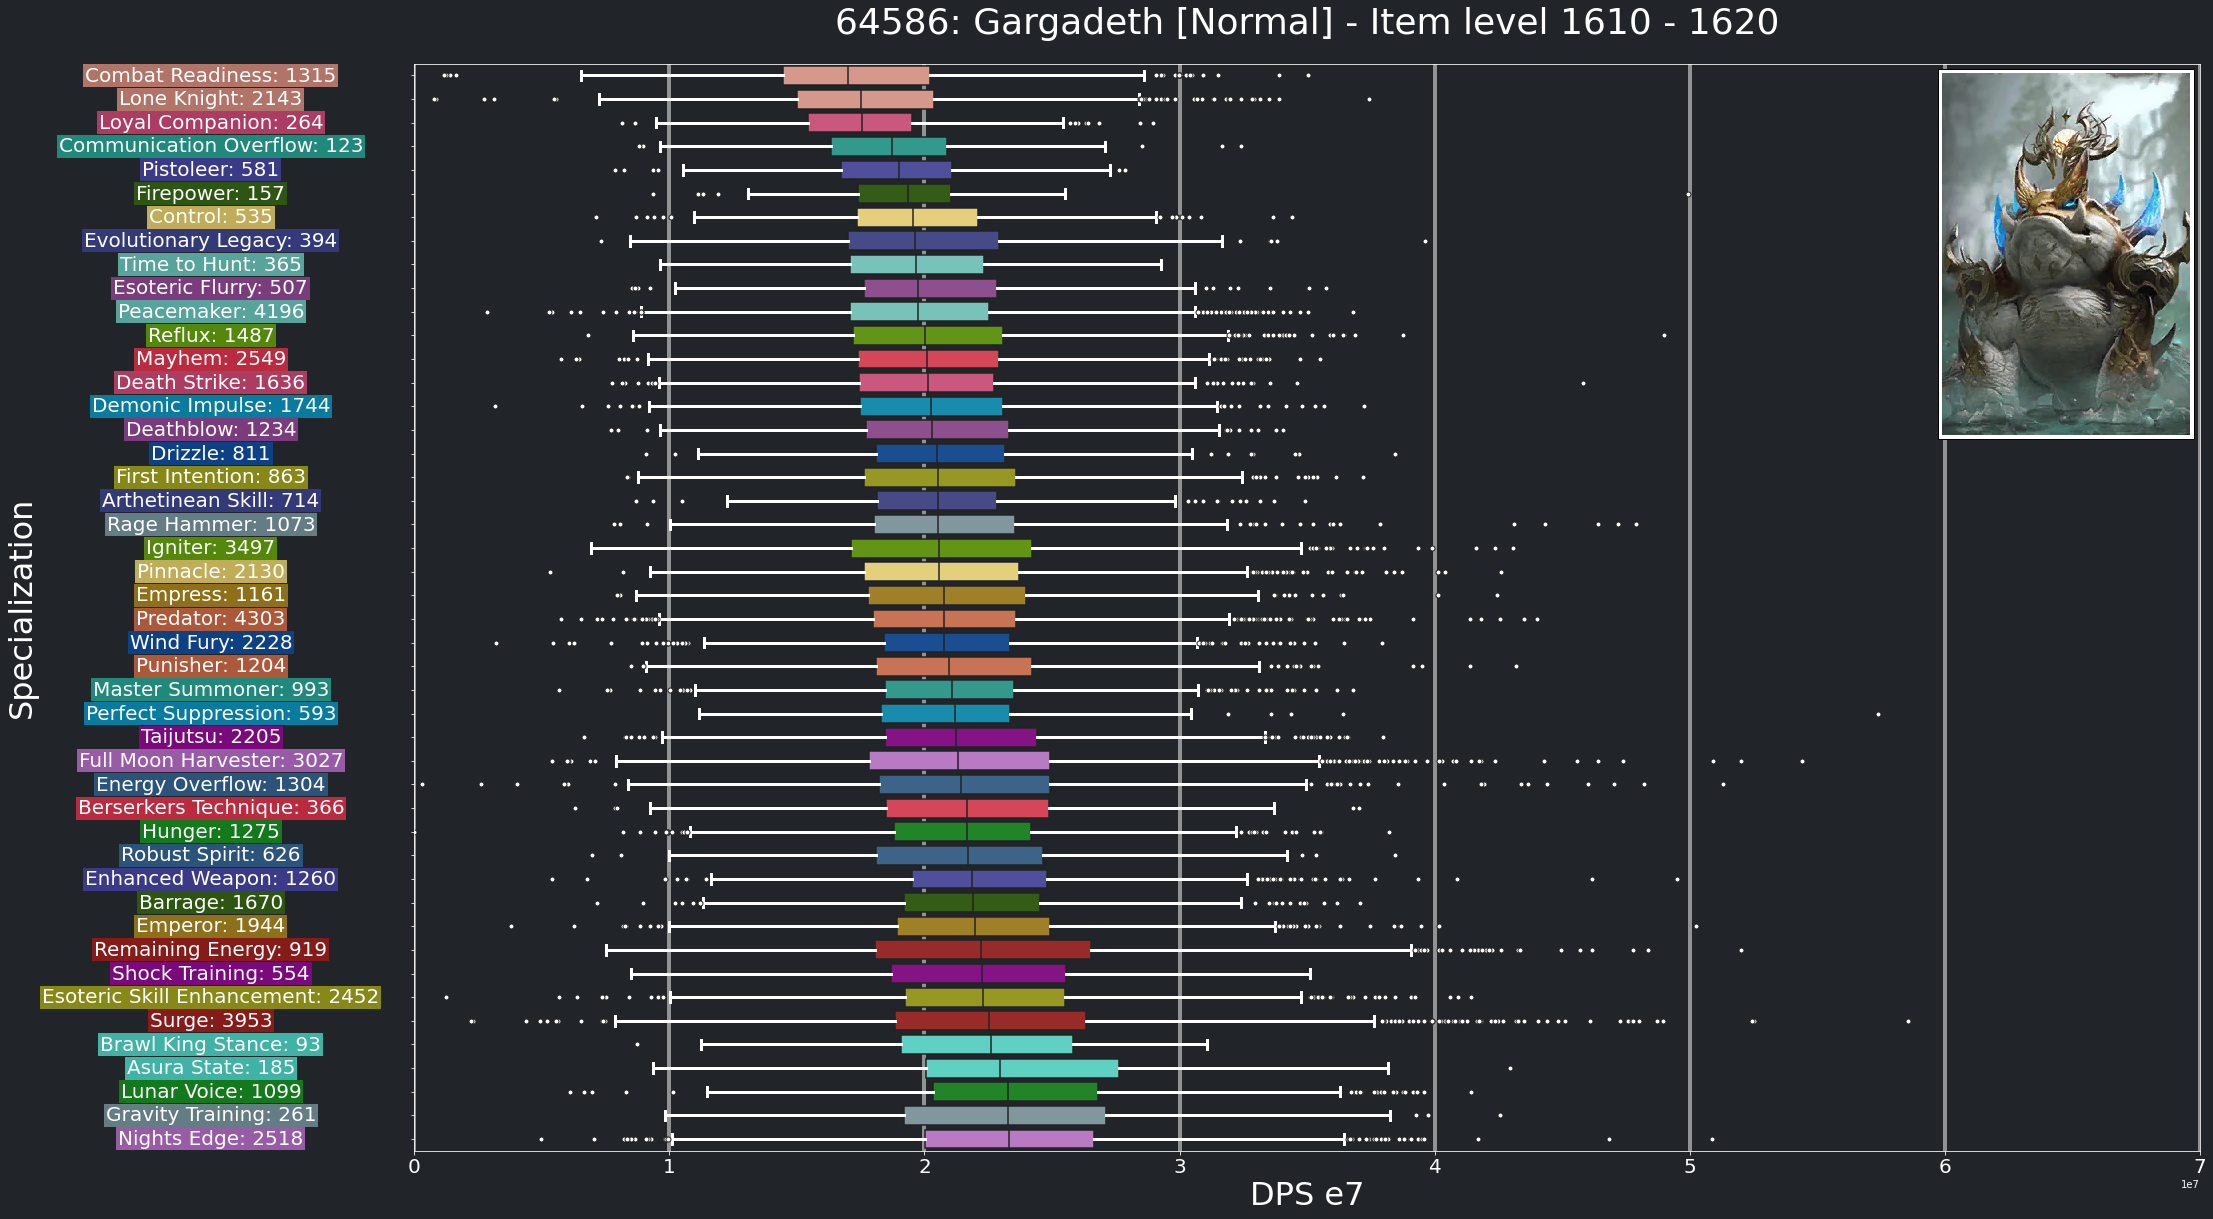 64586: Gargadeth [Normal] - Item level 1610 - 1620
Specialization
Combat Readiness: 1315
Lone Knight: 2143
Loyal Companion: 264
Communication Overflow: 123
Pistoleer: 581
Firepower: 157
Control: 535
Evolutionary Legacy: 394
Time to Hunt: 365
Esoteric Flurry: 507
Peacemaker: 4196
Reflux: 1487
Mayhem: 2549
Death Strike: 1636
Demonic Impulse: 1744
Deathblow: 1234
Drizzle: 811
First Intention: 863
Arthetinean Skill: 714
Rage Hammer: 1073
Igniter: 3497
Pinnacle: 2130
Empress: 1161
Predator: 4303
Wind Fury: 2228
Punisher: 1204
Master Summoner: 993
Perfect Suppression: 593
Taijutsu: 2205
Full Moon Harvester: 3027
Energy Overflow: 1304
Berserkers Technique: 366
Hunger: 1275
Robust Spirit: 626
Enhanced Weapon: 1260
Barrage: 1670
Emperor: 1944
Remaining Energy: 919
Shock Training: 554
Esoteric Skill Enhancement: 2452
Surge: 3953
Brawl King Stance: 93
Asura State: 185
Lunar Voice: 1099
Gravity Training: 261
Nights Edge: 2518
0 1 2 3 4 5 6 7
DPS e7
1e7